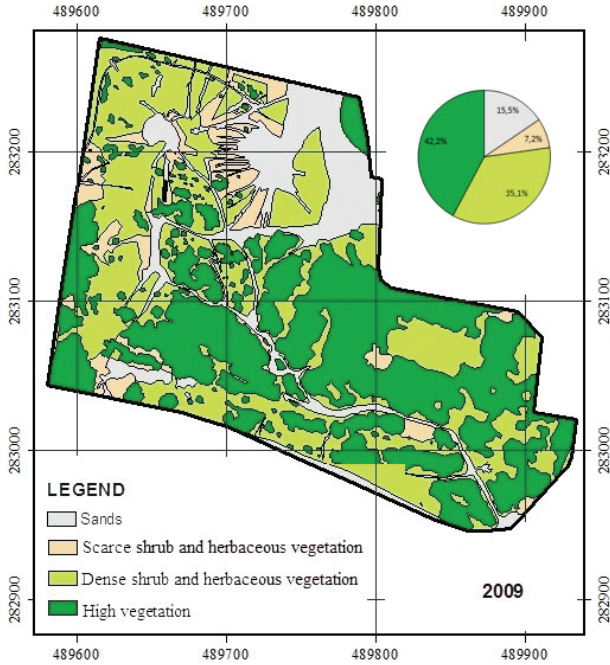 489600 489700 489800 489900
283200
283100
283000
282900
15,5%
7,2%
42,2%
35,1%
283200
283100
283000
282900
LEGEND
Sands
Scarce shrub and herbaceous vegetation
Dense shrub and herbaceous vegetation
High vegetation
2009
489600 489700 489800 489900